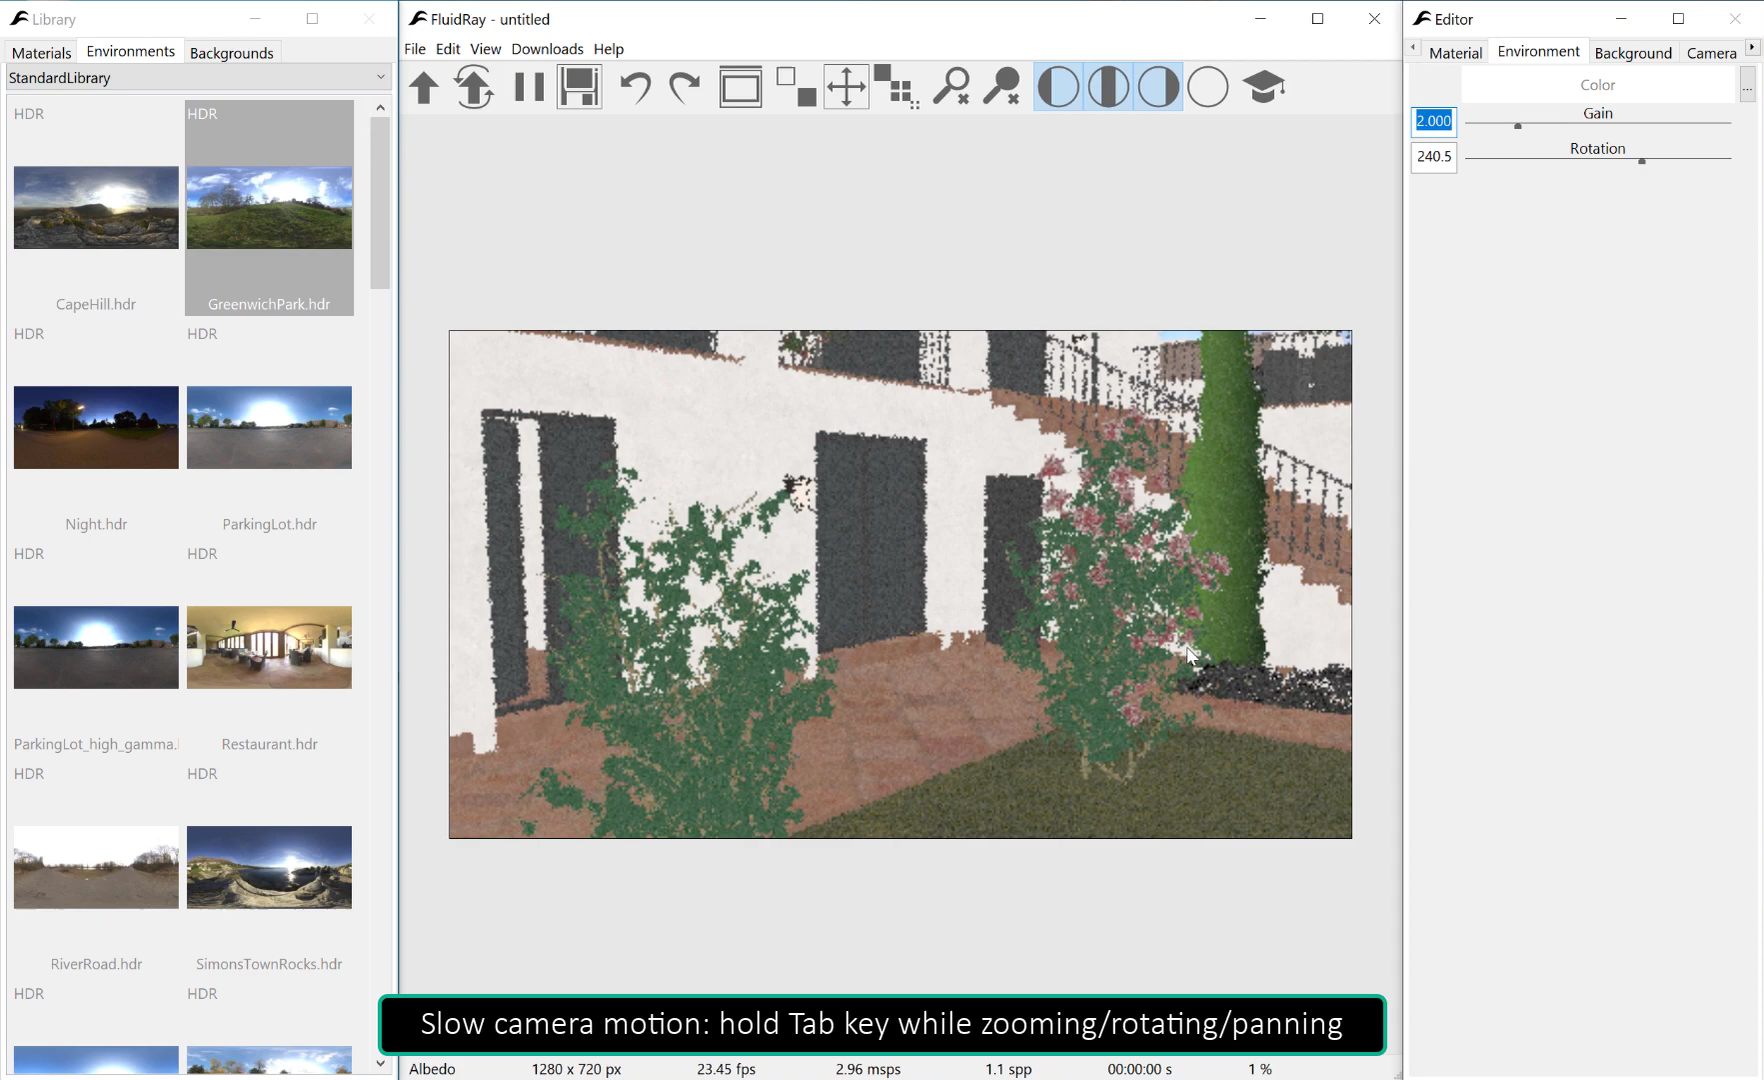 Library
Materials Environments Backgrounds
StandardLibrary
HDR
HDR
CapeHill.hdr
GreenwichPark.hdr
HDR
HDR
Night.hdr
ParkingLot.hdr
HDR
HDR
ParkingLot_high_gamma.
Restaurant.hdr
HDR
HDR
RiverRoad.hdr
SimonsTownRocks.hdr
HDR
HDR
FluidRay - untitled
File Edit View Downloads Help
Slow camera motion: hold Tab key while zooming/rotating/panning
Albedo 1280 x 720 px 23.45 fps 2.96 msps 1.1 spp 00:00:00 s 1 %
Editor
Material Environment Background Camera
Color
...
Gain
2.000
Rotation
240.5